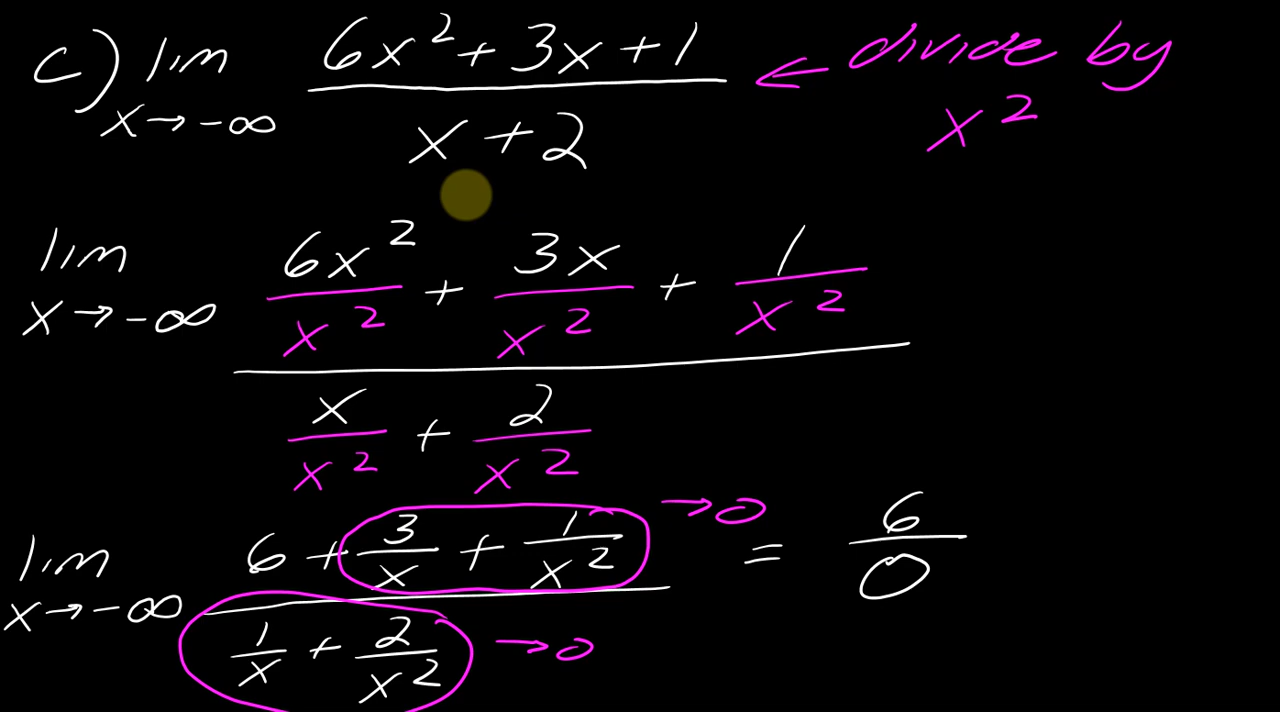 c) lim x→-∞ (6x² + 3x + 1)/(x + 2) ← divide by x²
lim x→-∞ (6x²/x² + 3x/x² + 1/x²)/(x/x² + 2/x²)
lim x→-∞ (6 + 3/x + 1/x²)/(1/x + 2/x²) = 6/0
→0
→0